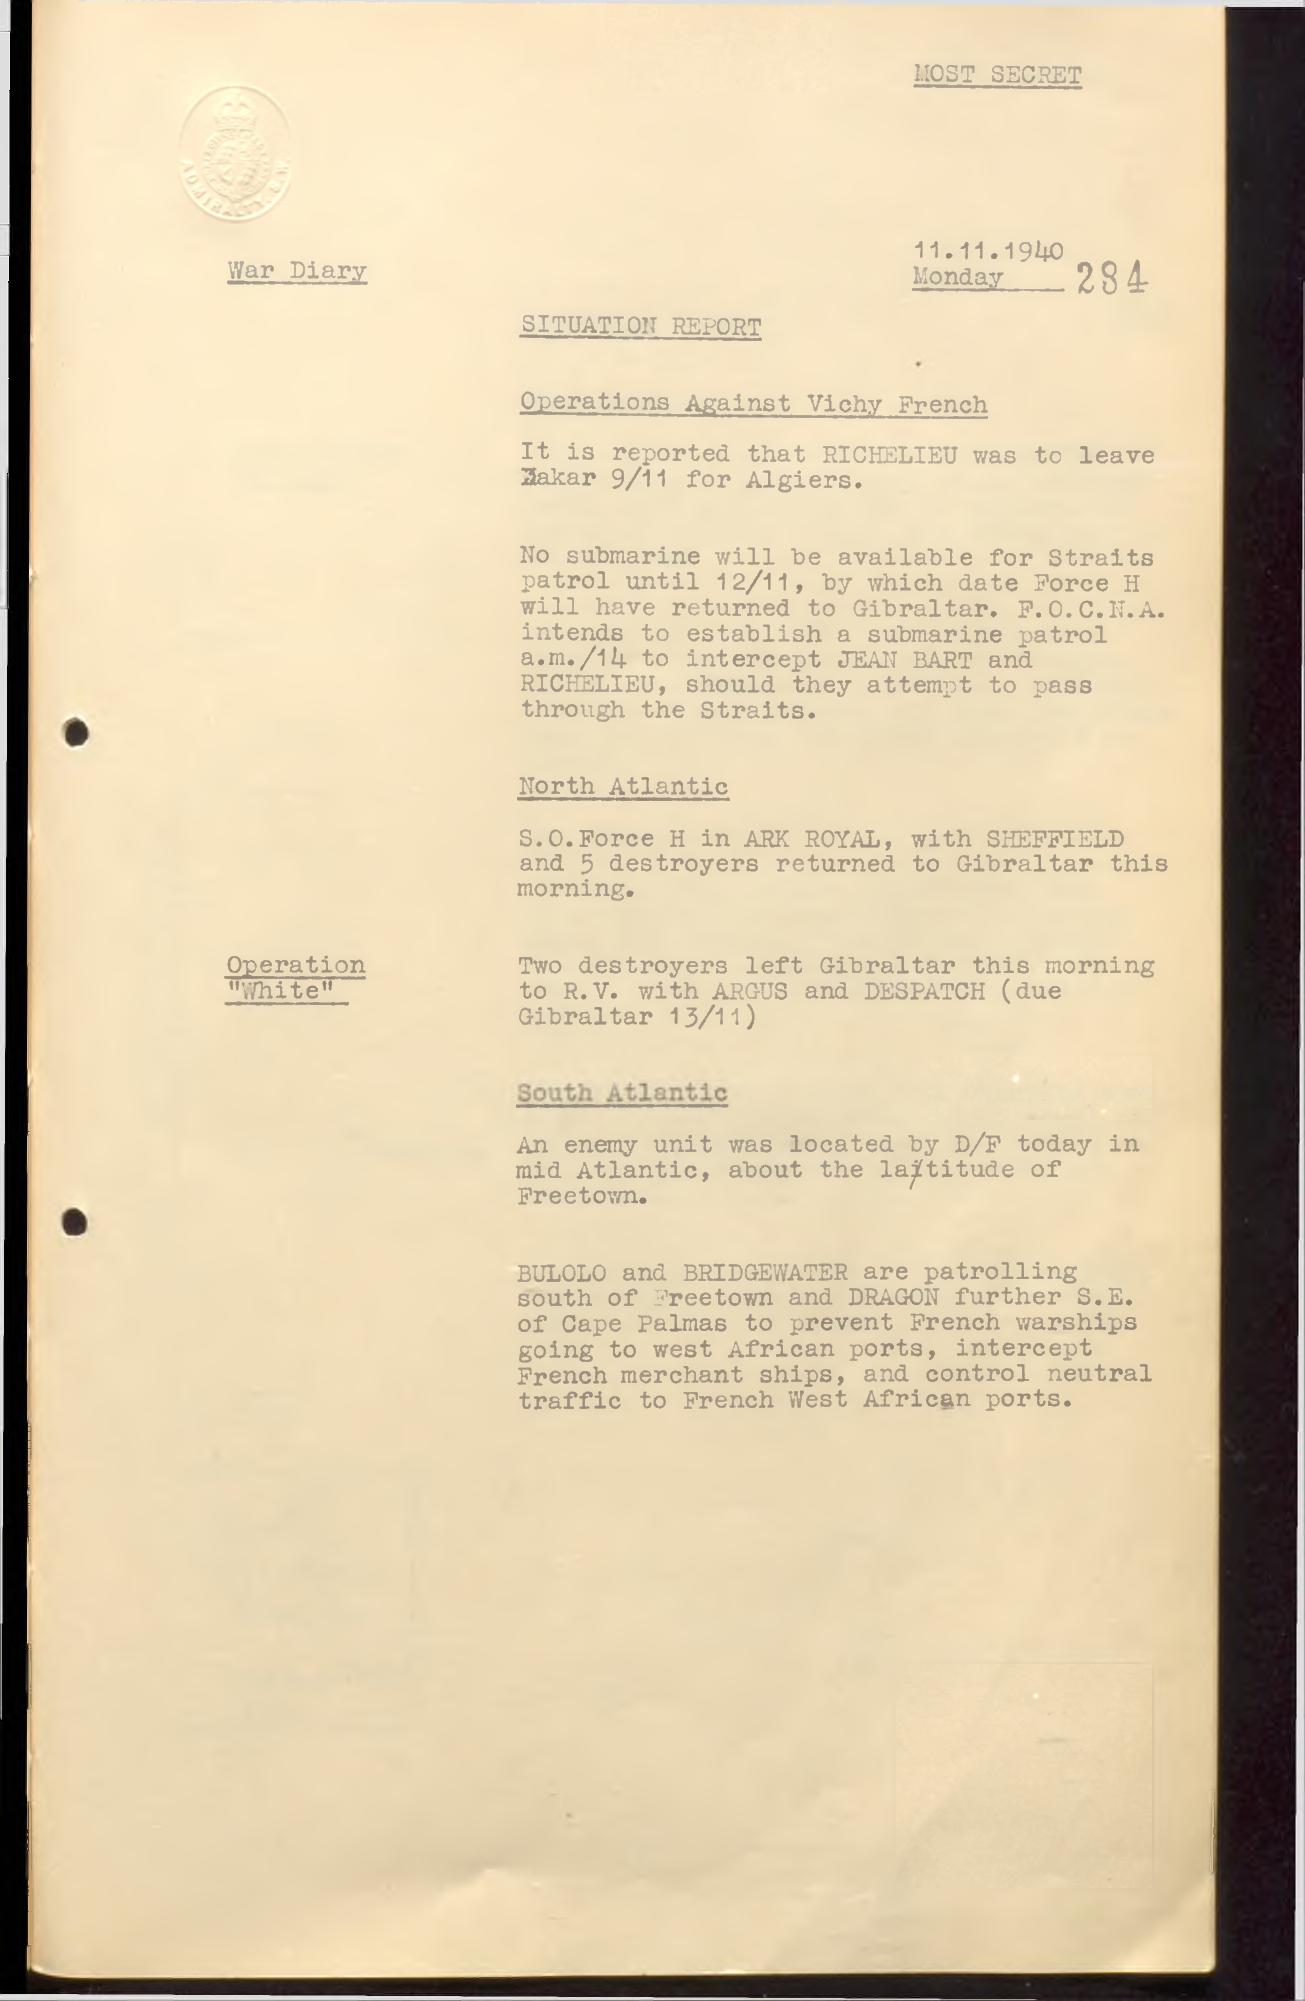 MOST SECRET
ADMIRALTY. S.W.
War Diary
11.11.1940
Monday
284
SITUATION REPORT
Operations Against Vichy French
It is reported that RICHELIEU was to leave
Dakar 9/11 for Algiers.
No submarine will be available for Straits
patrol until 12/11, by which date Force H
will have returned to Gibraltar. F.O.C.N.A.
intends to establish a submarine patrol
a.m./14 to intercept JEAN BART and
RICHELIEU, should they attempt to pass
through the Straits.
North Atlantic
S.O.Force H in ARK ROYAL, with SHEFFIELD
and 5 destroyers returned to Gibraltar this
morning.
Operation
"White"
Two destroyers left Gibraltar this morning
to R.V. with ARGUS and DESPATCH (due
Gibraltar 13/11)
South Atlantic
An enemy unit was located by D/F today in
mid Atlantic, about the la/titude of
Freetown.
BULOLO and BRIDGEWATER are patrolling
south of Freetown and DRAGON further S.E.
of Cape Palmas to prevent French warships
going to west African ports, intercept
French merchant ships, and control neutral
traffic to French West African ports.